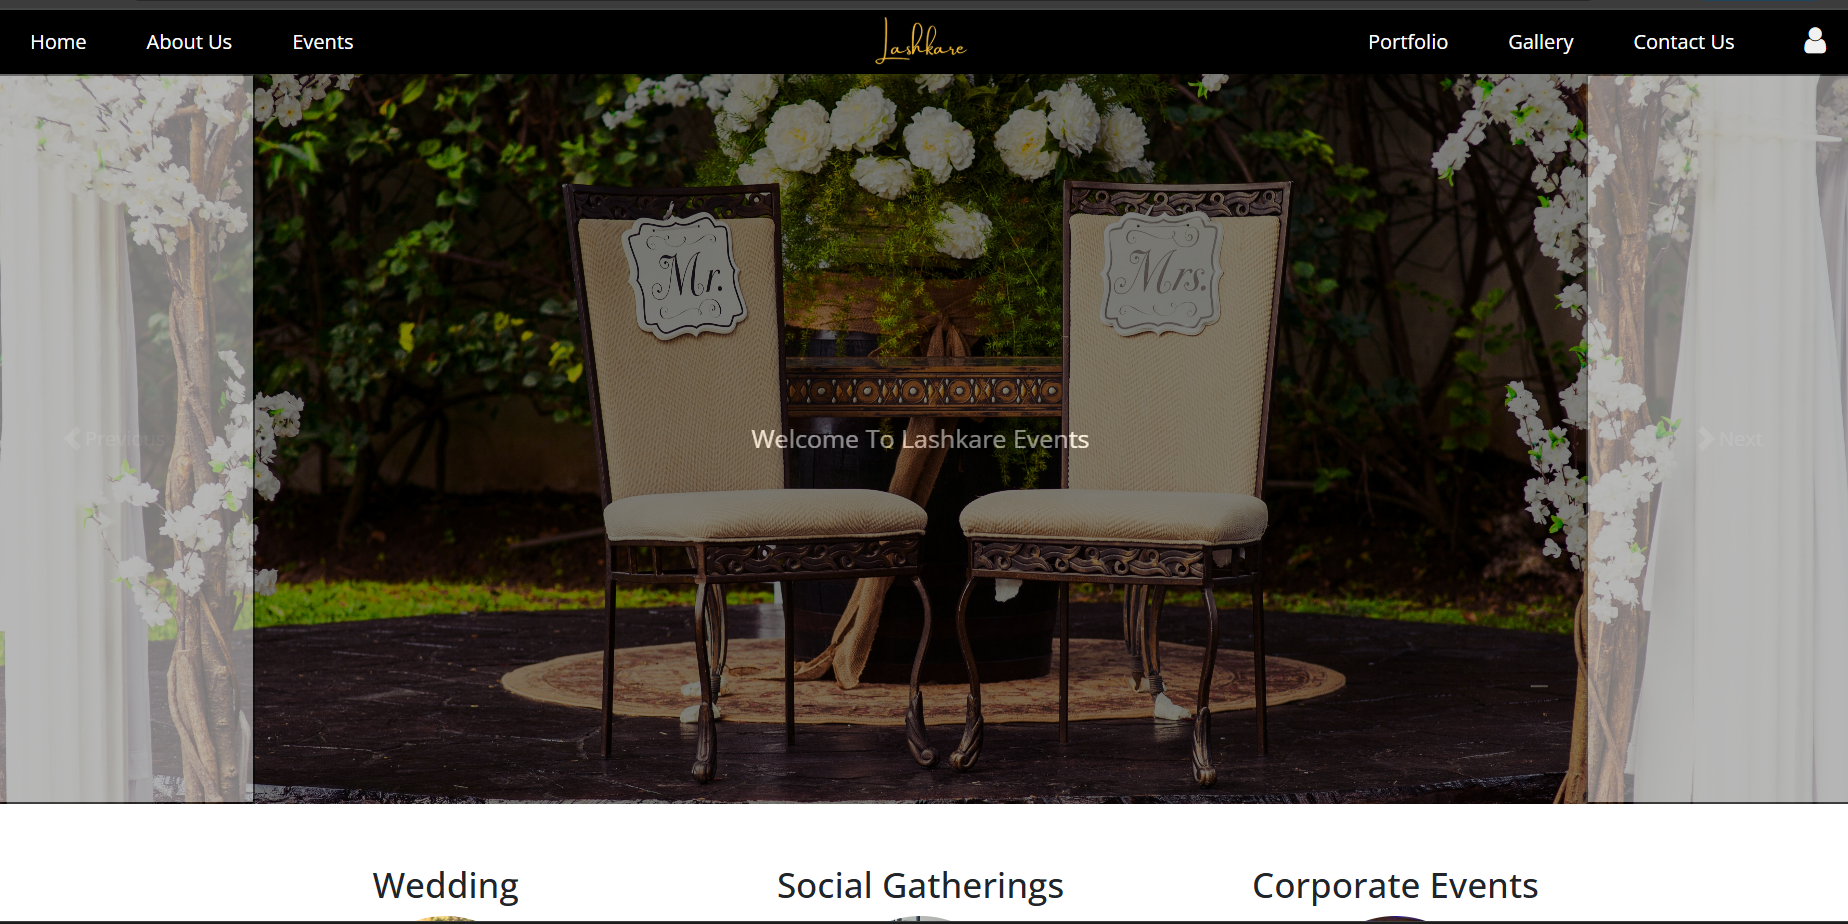 Home About Us Events Lashkare Portfolio Gallery Contact Us
Mr. Mrs.
Previous Welcome To Lashkare Events Next
Wedding Social Gatherings Corporate Events